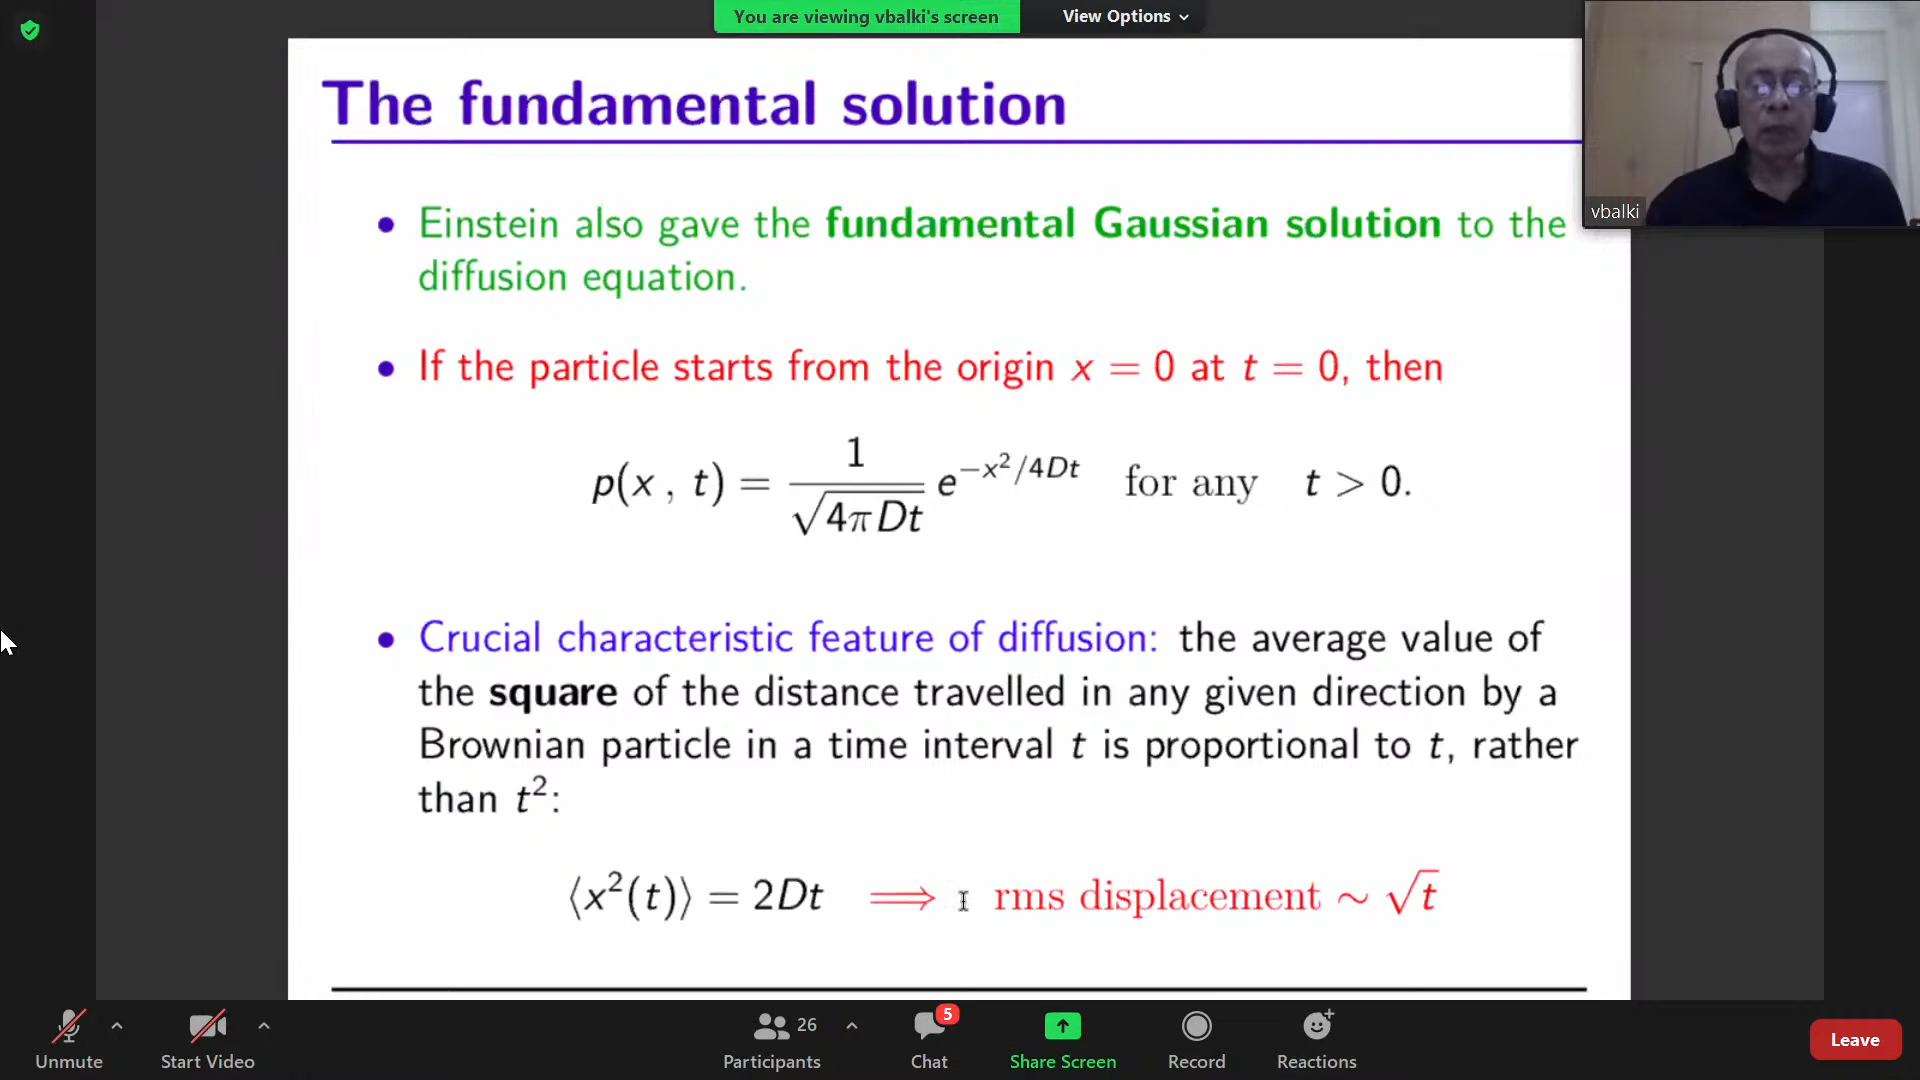 You are viewing vbalki's screen
View Options
The fundamental solution
vbalki
• Einstein also gave the fundamental Gaussian solution to the
diffusion equation.
• If the particle starts from the origin x = 0 at t = 0, then
p(x , t) = 1/√(4πDt) e^{−x²/4Dt} for any t > 0.
• Crucial characteristic feature of diffusion: the average value of
the square of the distance travelled in any given direction by a
Brownian particle in a time interval t is proportional to t, rather
than t²:
⟨x²(t)⟩ = 2Dt ⟹ rms displacement ∼ √t
Unmute
Start Video
26
Participants
5
Chat
Share Screen
Record
Reactions
Leave